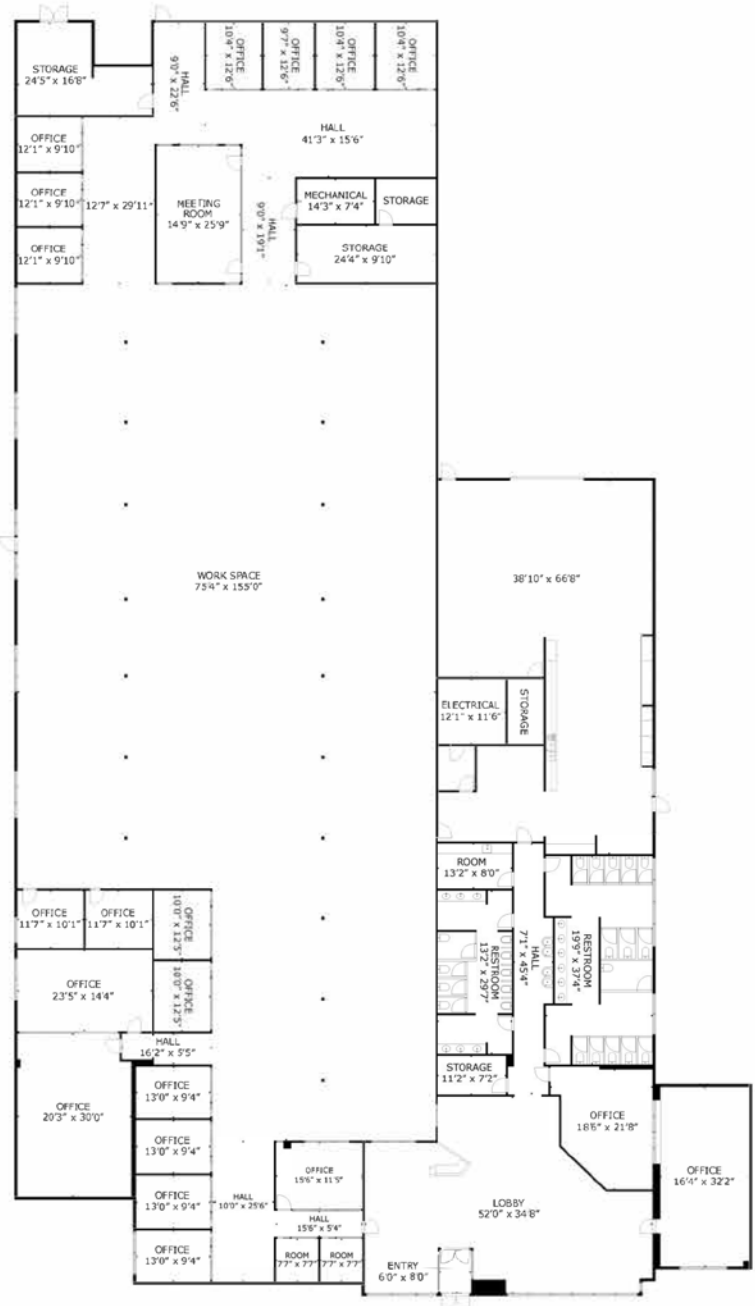 STORAGE
24'5" x 16'8"
HALL
9'0" x 22'6"
OFFICE
10'4" x 12'6"
OFFICE
9'7" x 12'6"
OFFICE
10'4" x 12'6"
OFFICE
10'4" x 12'6"
HALL
41'3" x 15'6"
OFFICE
12'1" x 9'10"
OFFICE
12'1" x 9'10"
OFFICE
12'1" x 9'10"
12'7" x 29'11"
MEETING
ROOM
14'9" x 25'9"
HALL
9'0" x 19'1"
MECHANICAL
14'3" x 7'4"
STORAGE
STORAGE
24'4" x 9'10"
WORK SPACE
75'4" x 155'0"
38'10" x 66'8"
ELECTRICAL
12'1" x 11'6"
STORAGE
ROOM
13'2" x 8'0"
RESTROOM
13'2" x 29'7"
HALL
7'1" x 45'4"
RESTROOM
19'9" x 37'4"
STORAGE
11'2" x 7'2"
OFFICE
11'7" x 10'1"
OFFICE
11'7" x 10'1"
OFFICE
10'0" x 12'5"
OFFICE
10'0" x 12'5"
OFFICE
23'5" x 14'4"
HALL
16'2" x 5'5"
OFFICE
20'3" x 30'0"
OFFICE
13'0" x 9'4"
OFFICE
13'0" x 9'4"
OFFICE
13'0" x 9'4"
OFFICE
13'0" x 9'4"
HALL
10'0" x 25'6"
OFFICE
15'6" x 11'5"
HALL
15'6" x 5'4"
ROOM
7'7" x 7'7"
ROOM
7'7" x 7'7"
LOBBY
52'0" x 34'8"
ENTRY
6'0" x 8'0"
OFFICE
18'6" x 21'8"
OFFICE
16'4" x 32'2"